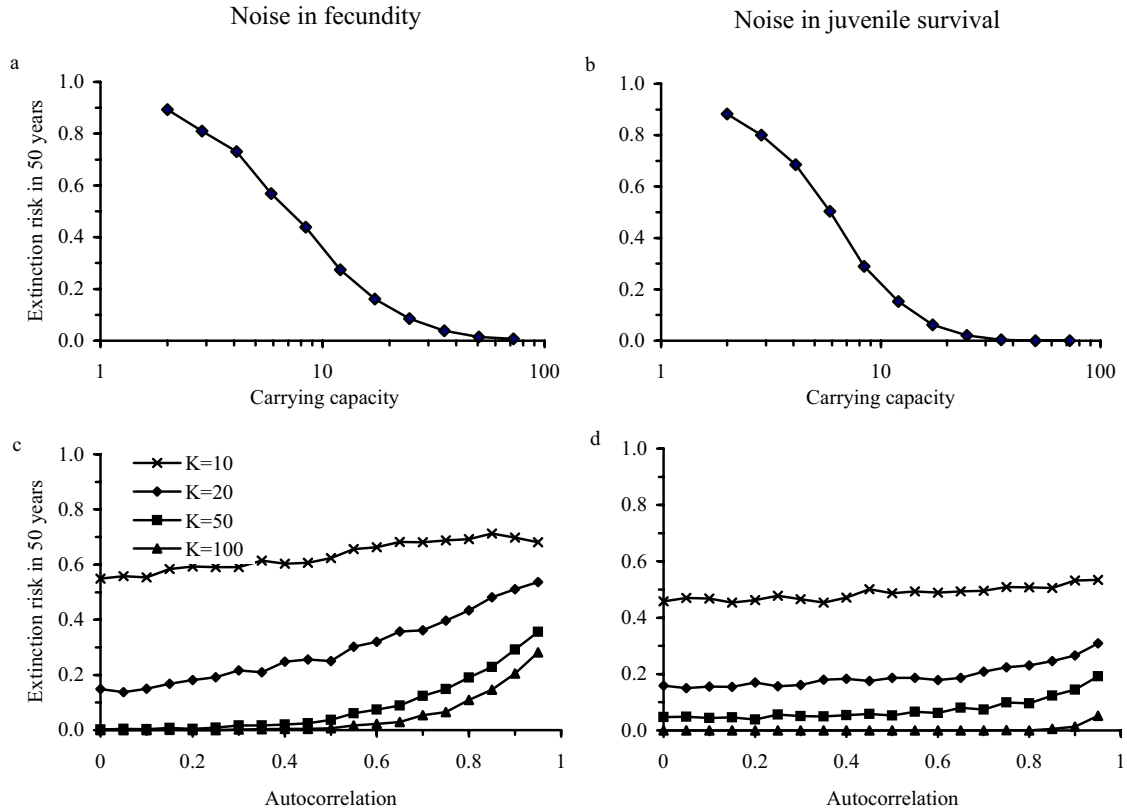 Noise in fecundity
Noise in juvenile survival
a
Extinction risk in 50 years
1.0
0.8
0.6
0.4
0.2
0.0
1
10
100
Carrying capacity
b
1.0
0.8
0.6
0.4
0.2
0.0
1
10
100
Carrying capacity
c
Extinction risk in 50 years
1.0
0.8
0.6
0.4
0.2
0.0
K=10
K=20
K=50
K=100
0
0.2
0.4
0.6
0.8
1
Autocorrelation
d
1.0
0.8
0.6
0.4
0.2
0.0
0
0.2
0.4
0.6
0.8
1
Autocorrelation